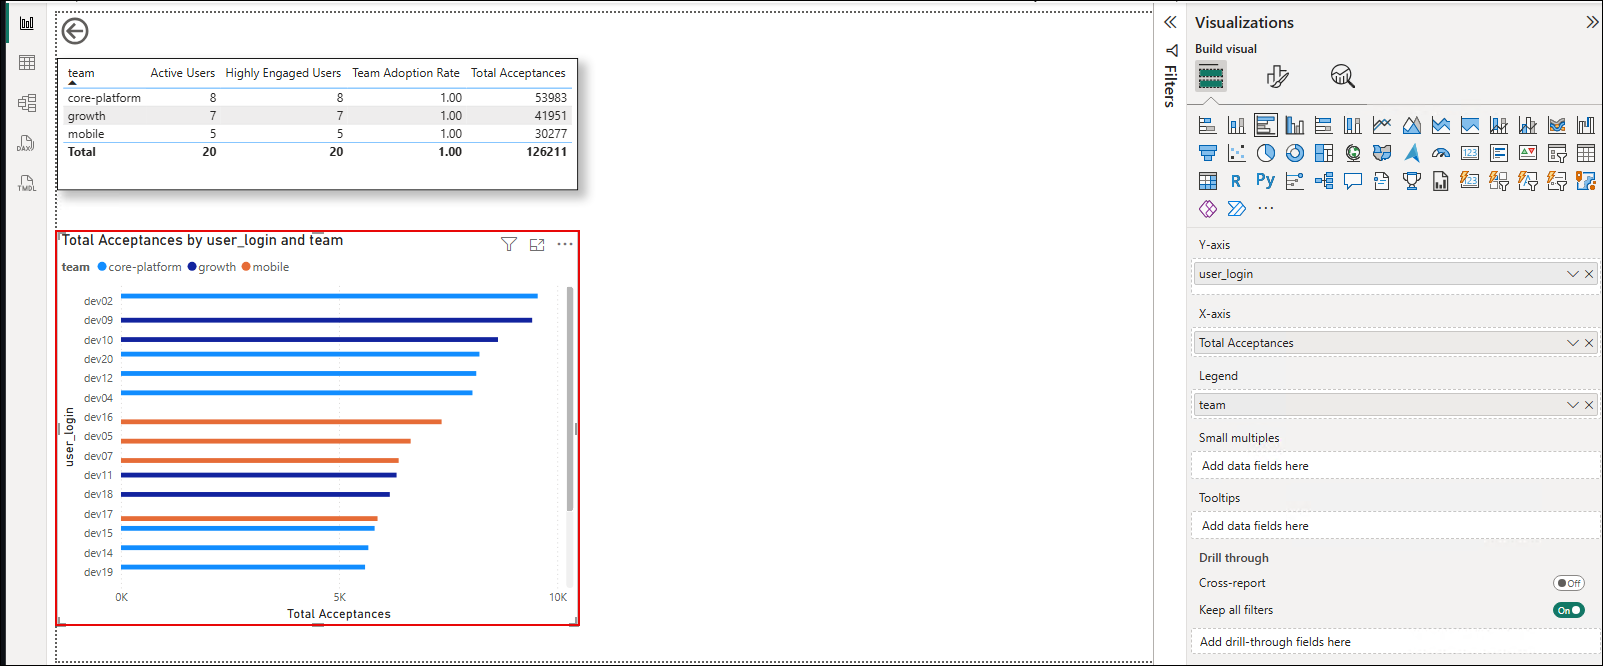 DAX
TMDL
team Active Users Highly Engaged Users Team Adoption Rate Total Acceptances
core-platform 8 8 1.00 53983
growth 7 7 1.00 41951
mobile 5 5 1.00 30277
Total 20 20 1.00 126211
Total Acceptances by user_login and team
team core-platform growth mobile
user_login
dev02
dev09
dev10
dev20
dev12
dev04
dev16
dev05
dev07
dev11
dev18
dev17
dev15
dev14
dev19
0K 5K 10K
Total Acceptances
Filters
Visualizations
Build visual
123
R Py 123
Y-axis
user_login
X-axis
Total Acceptances
Legend
team
Small multiples
Add data fields here
Tooltips
Add data fields here
Drill through
Cross-report Off
Keep all filters On
Add drill-through fields here